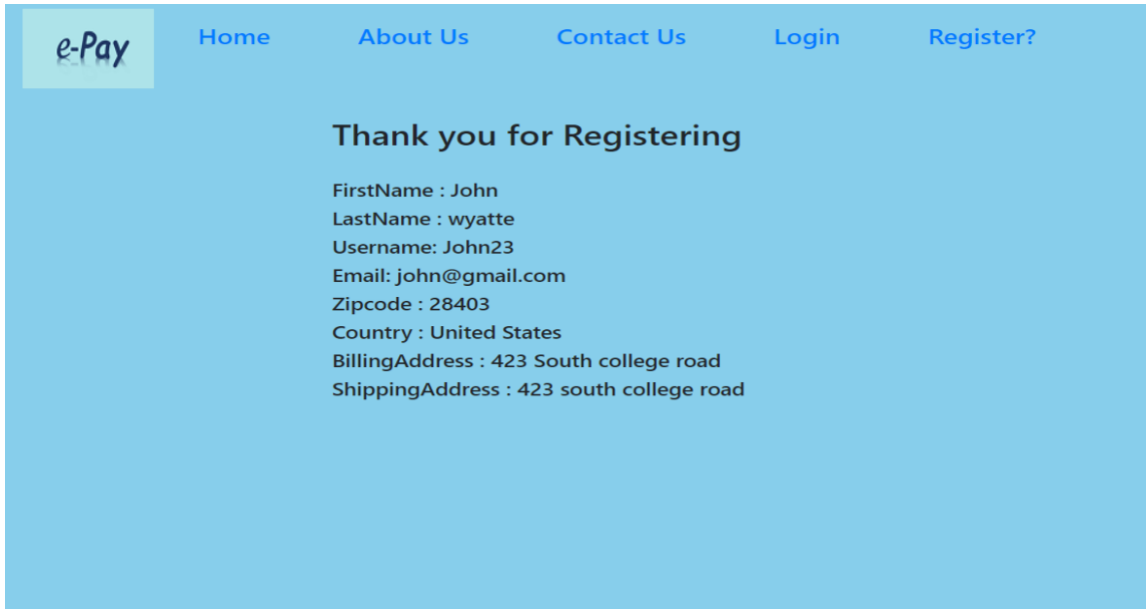 e-Pay Home About Us Contact Us Login Register?
Thank you for Registering
FirstName : John
LastName : wyatte
Username: John23
Email: john@gmail.com
Zipcode : 28403
Country : United States
BillingAddress : 423 South college road
ShippingAddress : 423 south college road